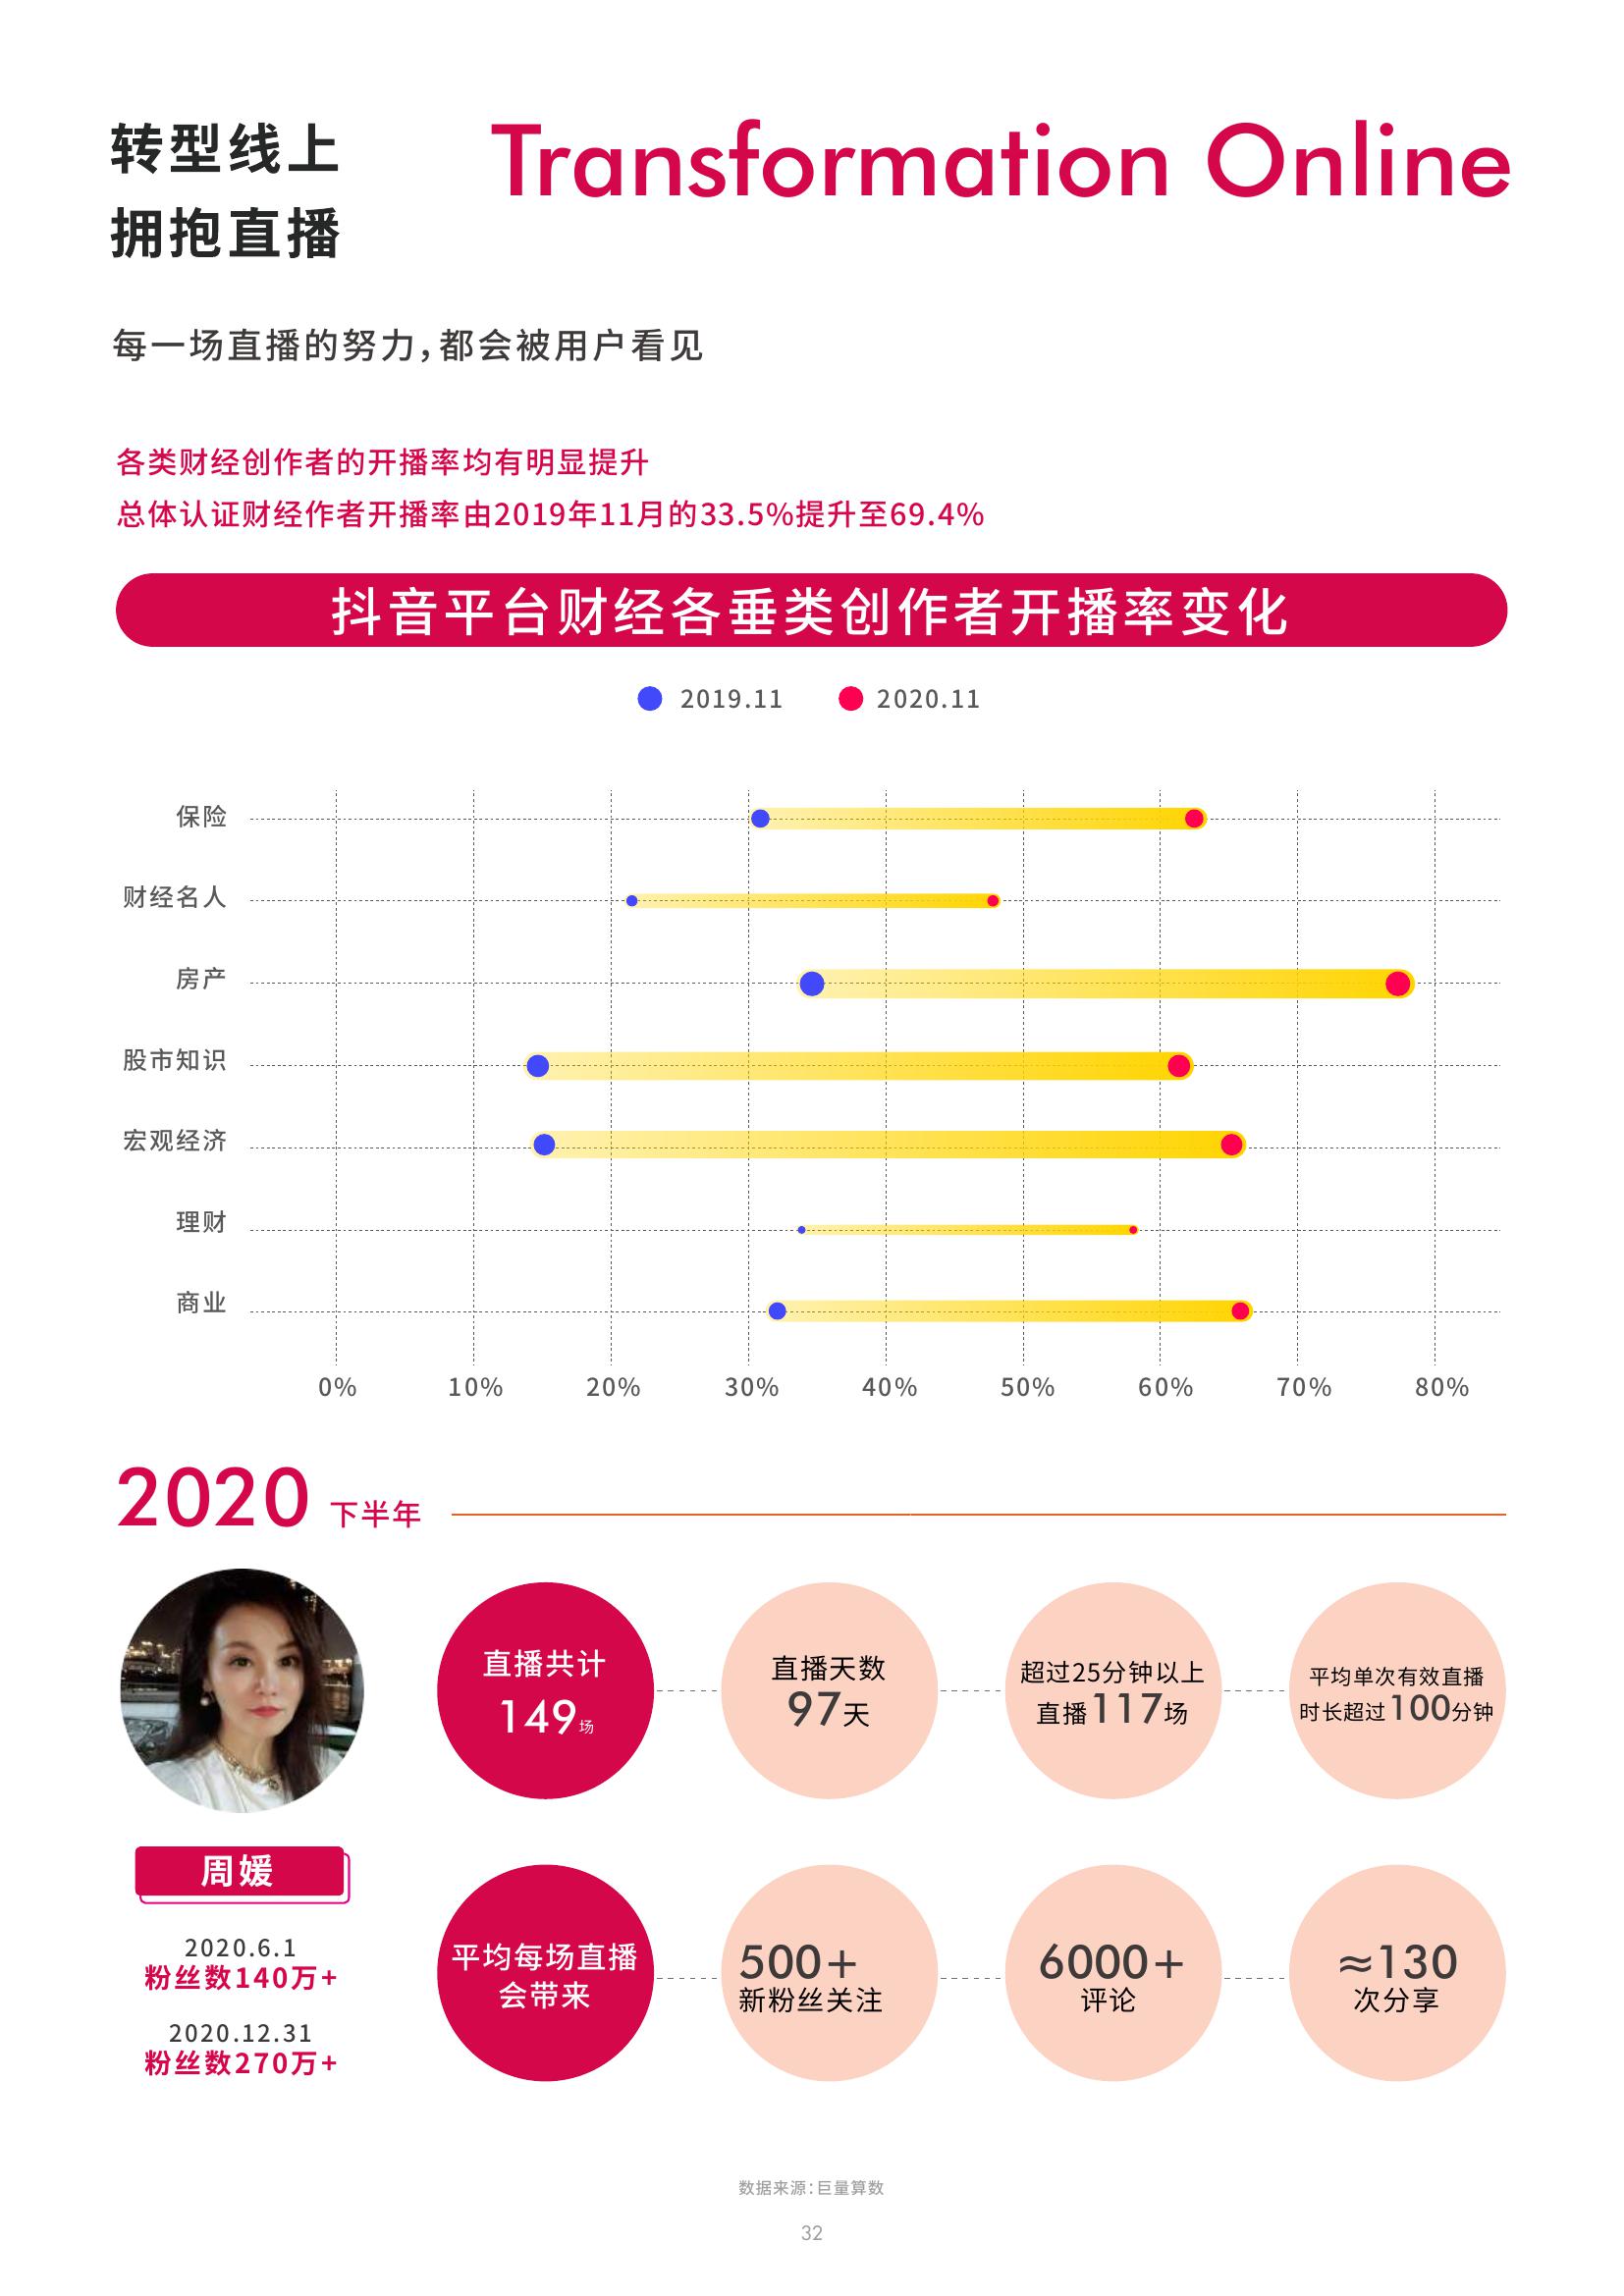 转型线上
拥抱直播
Transformation Online
每一场直播的努力，都会被用户看见
各类财经创作者的开播率均有明显提升
总体认证财经作者开播率由2019年11月的33.5%提升至69.4%
抖音平台财经各垂类创作者开播率变化
2019.11 2020.11
保险
财经名人
房产
股市知识
宏观经济
理财
商业
0% 10% 20% 30% 40% 50% 60% 70% 80%
2020 下半年
直播共计
149场
直播天数
97天
超过25分钟以上
直播117场
平均单次有效直播
时长超过100分钟
周媛
2020.6.1
粉丝数140万+
2020.12.31
粉丝数270万+
平均每场直播
会带来
500+
新粉丝关注
6000+
评论
≈130
次分享
数据来源：巨量算数
32